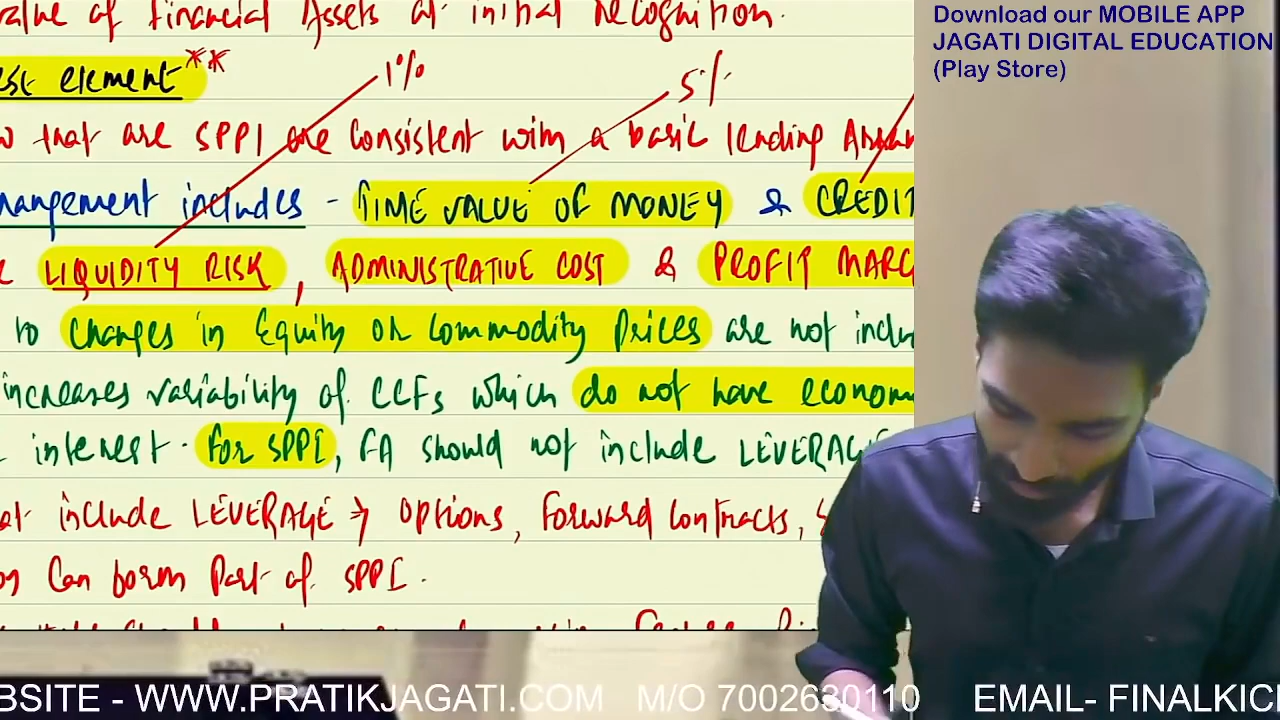 value of Financial Assets at initial Recognition.
Download our MOBILE APP
JAGATI DIGITAL EDUCATION
(Play Store)
est element**
1%
5%
that are SPPI are consistent with a basic lending
rangement includes - TIME VALUE OF MONEY & CREDIT
LIQUIDITY RISK, ADMINISTRATIVE COST & PROFIT MARG
to changes in Equity or commodity prices are not inclu
increases variability of CCFs which do not have econom
interest. For SPPI, FA should not include LEVERAG
not include LEVERAGE → Options, Forward contracts, S
can form part of SPPI.
BSITE - WWW.PRATIKJAGATI.COM M/O 7002630110 EMAIL- FINALKIC